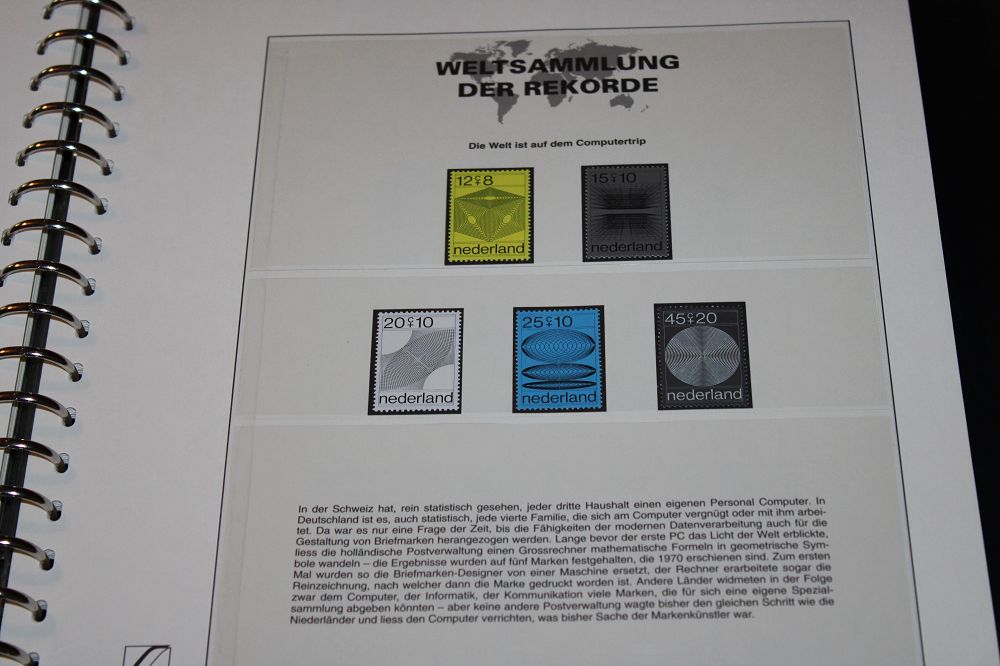 WELTSAMMLUNG
DER REKORDE
Die Welt ist auf dem Computertrip
12 c+ 8
nederland
15 c+ 10
nederland
20 c+ 10
nederland
25 c+ 10
nederland
45 c+ 20
nederland
In der Schweiz hat, rein statistisch gesehen, jeder dritte Haushalt einen eigenen Personal Computer. In
Deutschland ist es, auch statistisch, jede vierte Familie, die sich am Computer vergnügt oder mit ihm arbei-
tet. Da war es nur eine Frage der Zeit, bis die Fähigkeiten der modernen Datenverarbeitung auch für die
Gestaltung von Briefmarken herangezogen werden. Lange bevor der erste PC das Licht der Welt erblickte,
liess die holländische Postverwaltung einen Grossrechner mathematische Formeln in geometrische Sym-
bole wandeln – die Ergebnisse wurden auf fünf Marken festgehalten, die 1970 erschienen sind. Zum ersten
Mal wurden so die Briefmarken-Designer von einer Maschine ersetzt, der Rechner erarbeitete sogar die
Reinzeichnung, nach welcher dann die Marke gedruckt worden ist. Andere Länder widmeten in der Folge
zwar dem Computer, der Informatik, der Kommunikation viele Marken, die für sich eine eigene Spezial-
sammlung abgeben könnten – aber keine andere Postverwaltung wagte bisher den gleichen Schritt wie die
Niederländer und liess den Computer verrichten, was bisher Sache der Markenkünstler war.